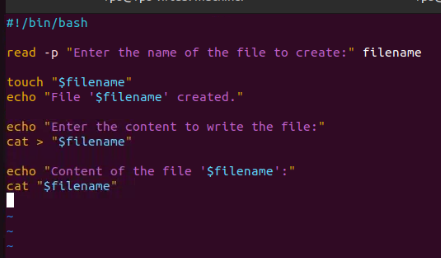 #!/bin/bash
read -p "Enter the name of the file to create:" filename
touch "$filename"
echo "File '$filename' created."
echo "Enter the content to write the file:"
cat > "$filename"
echo "Content of the file '$filename':"
cat "$filename"
~
~
~